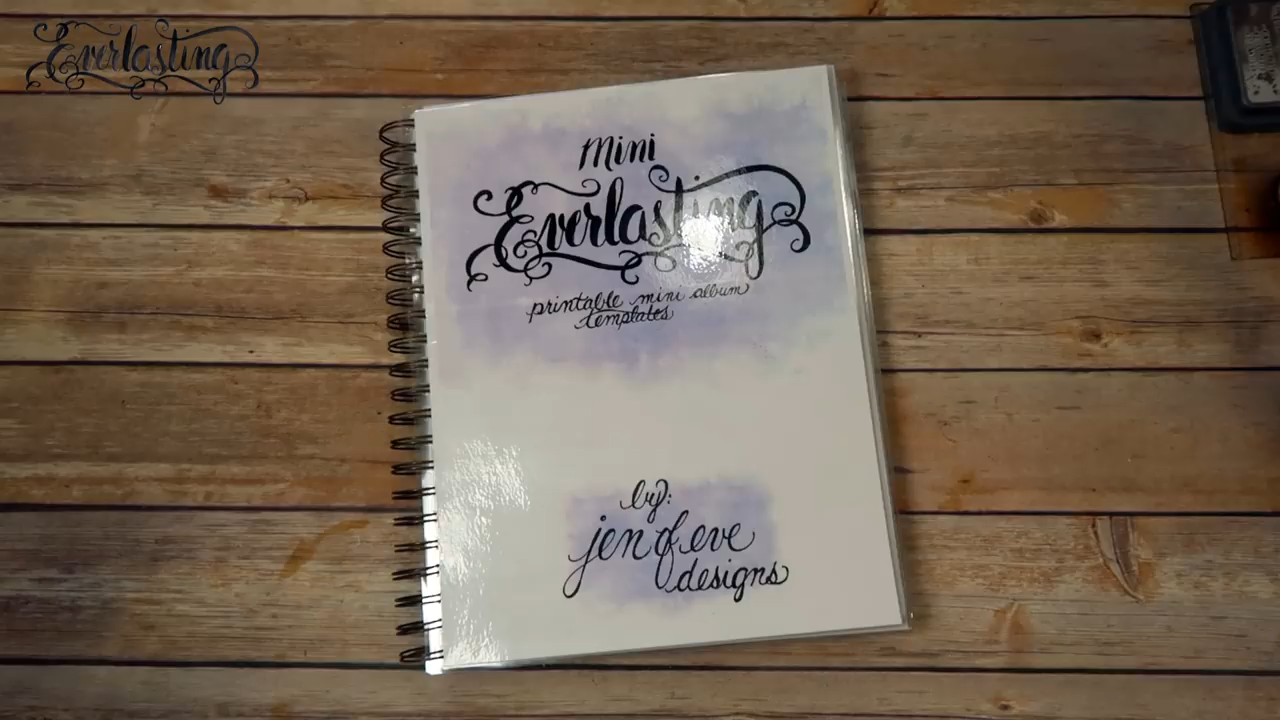 Everlasting
Mini
Everlasting
printable mini album
templates
by:
jen of eve
designs